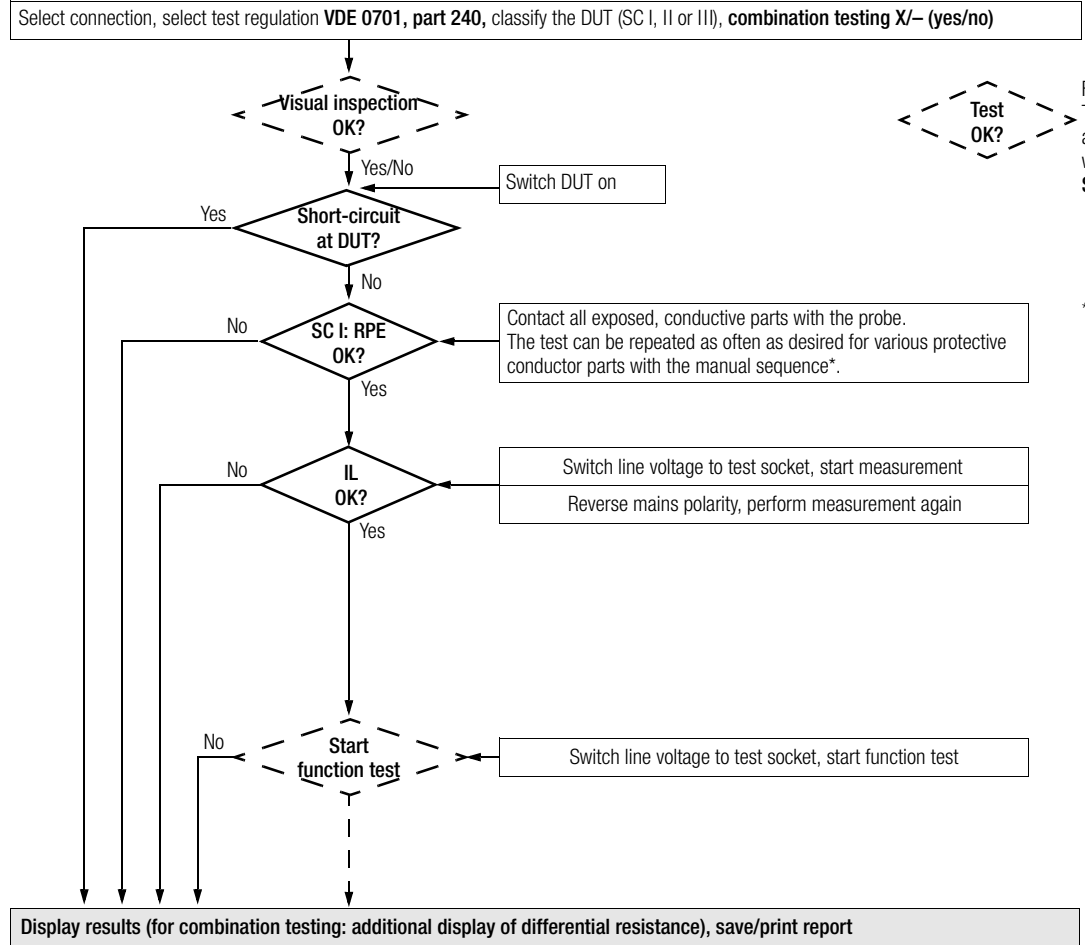 Select connection, select test regulation VDE 0701, part 240, classify the DUT (SC I, II or III), combination testing X/– (yes/no)
Visual inspection
OK?
Test
OK?
Yes/No
Switch DUT on
Yes
Short-circuit
at DUT?
No
No
SC I: RPE
OK?
Contact all exposed, conductive parts with the probe.
The test can be repeated as often as desired for various protective
conductor parts with the manual sequence*.
Yes
No
IL
OK?
Switch line voltage to test socket, start measurement
Reverse mains polarity, perform measurement again
Yes
No
Start
function test
Switch line voltage to test socket, start function test
Display results (for combination testing: additional display of differential resistance), save/print report